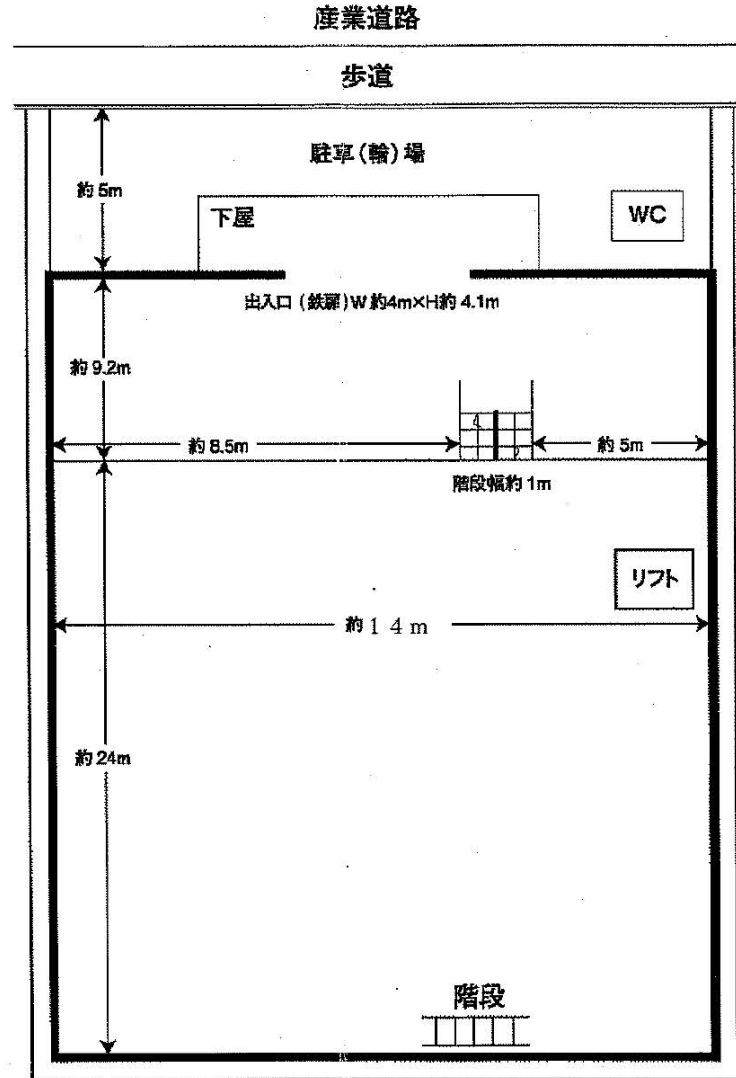 産業道路
歩道
駐車（輪）場
約5m
下屋
WC
出入口（鉄扉）W約4m×H約4.1m
約9.2m
約8.5m
約5m
階段幅約1m
リフト
約14m
約24m
階段